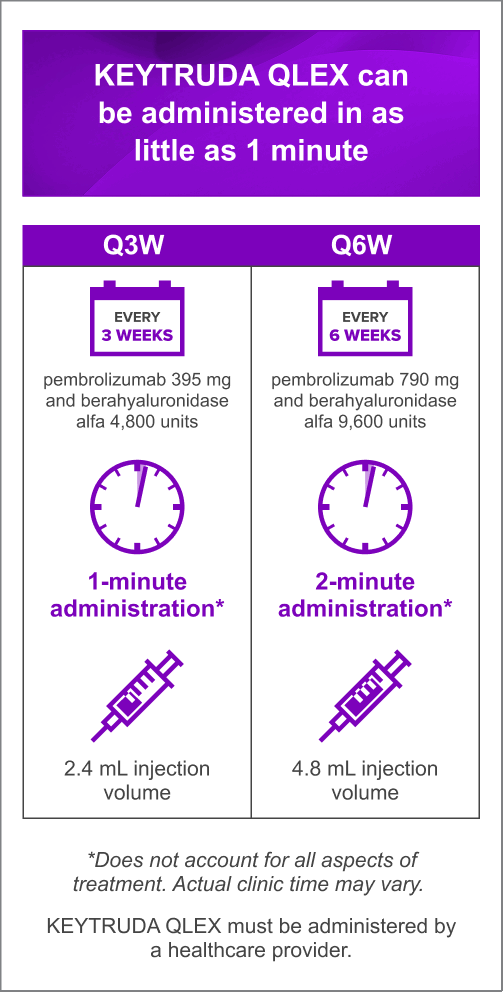 KEYTRUDA QLEX can
be administered in as
little as 1 minute
Q3W
EVERY
3 WEEKS
pembrolizumab 395 mg
and berahyaluronidase
alfa 4,800 units
1-minute
administration*
2.4 mL injection
volume
Q6W
EVERY
6 WEEKS
pembrolizumab 790 mg
and berahyaluronidase
alfa 9,600 units
2-minute
administration*
4.8 mL injection
volume
*Does not account for all aspects of
treatment. Actual clinic time may vary.
KEYTRUDA QLEX must be administered by
a healthcare provider.